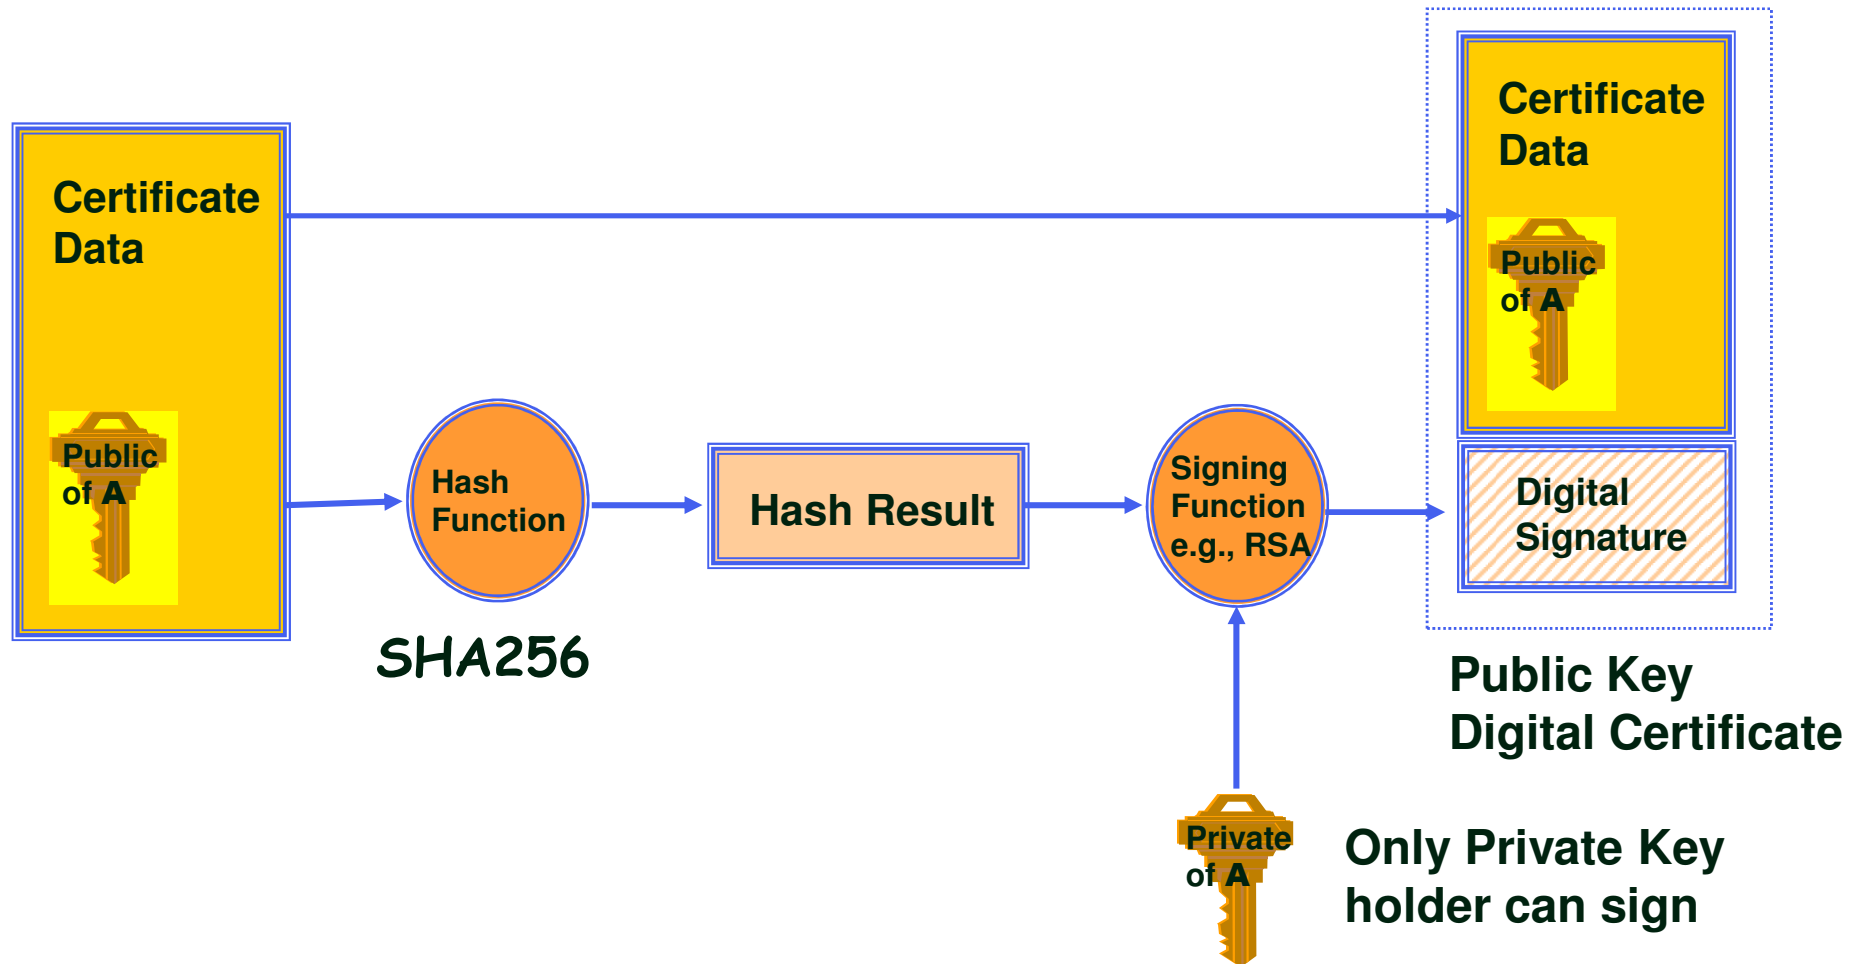 Certificate
Data
Public
of A
Hash
Function
SHA256
Hash Result
Signing
Function
e.g., RSA
Private
of A
Certificate
Data
Public
of A
Digital
Signature
Public Key
Digital Certificate
Only Private Key
holder can sign